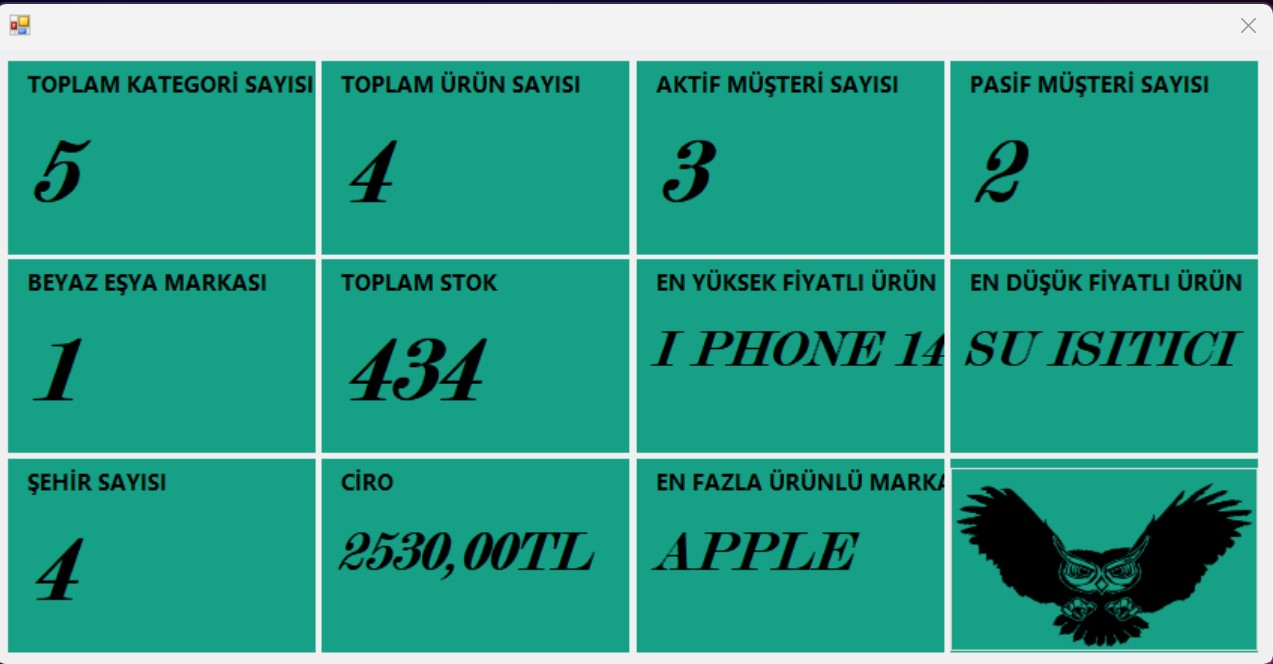 TOPLAM KATEGORİ SAYISI
5
TOPLAM ÜRÜN SAYISI
4
AKTİF MÜŞTERİ SAYISI
3
PASİF MÜŞTERİ SAYISI
2
BEYAZ EŞYA MARKASI
1
TOPLAM STOK
434
EN YÜKSEK FİYATLI ÜRÜN
I PHONE 14
EN DÜŞÜK FİYATLI ÜRÜN
SU ISITICI
ŞEHİR SAYISI
4
CİRO
2530,00TL
EN FAZLA ÜRÜNLÜ MARKA
APPLE